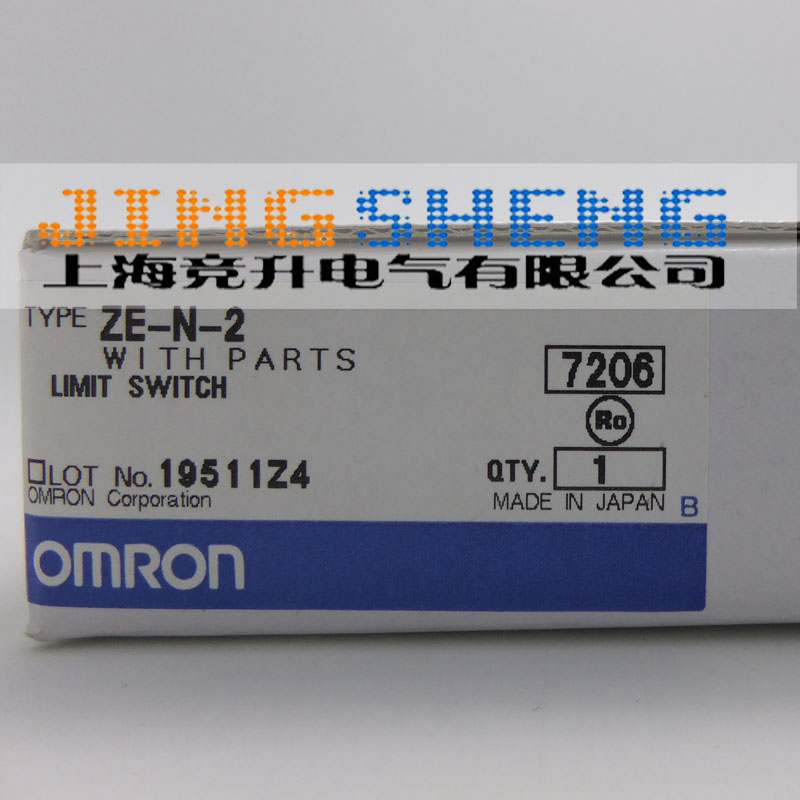 JINGSHENG
上海竞升电气有限公司
TYPE ZE-N-2
WITH PARTS
LIMIT SWITCH
7206
Ro
LOT No. 19511Z4
QTY. 1
OMRON Corporation
MADE IN JAPAN B
OMRON